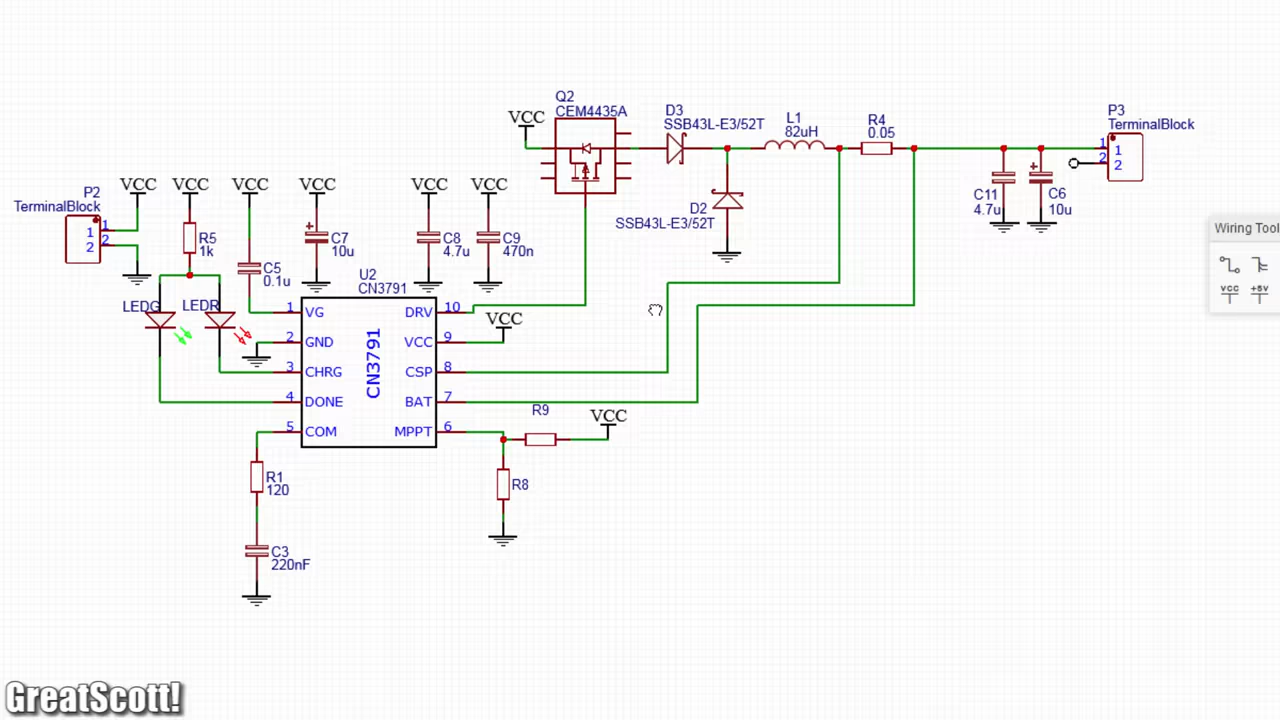 Q2
CEM4435A
VCC
D3
SSB43L-E3/52T
L1
82uH
R4
0.05
P3
TerminalBlock
1
2
1
2
P2
TerminalBlock
1
2
1
2
VCC
VCC
VCC
VCC
VCC
VCC
R5
1k
C5
0.1u
C7
10u
C8
4.7u
C9
470n
D2
SSB43L-E3/52T
C11
4.7u
C6
10u
Wiring Tool
VCC
+5V
LEDG
LEDR
U2
CN3791
CN3791
1 VG
2 GND
3 CHRG
4 DONE
5 COM
DRV 10
VCC 9
CSP 8
BAT 7
MPPT 6
VCC
R9
VCC
R8
R1
120
C3
220nF
GreatScott!